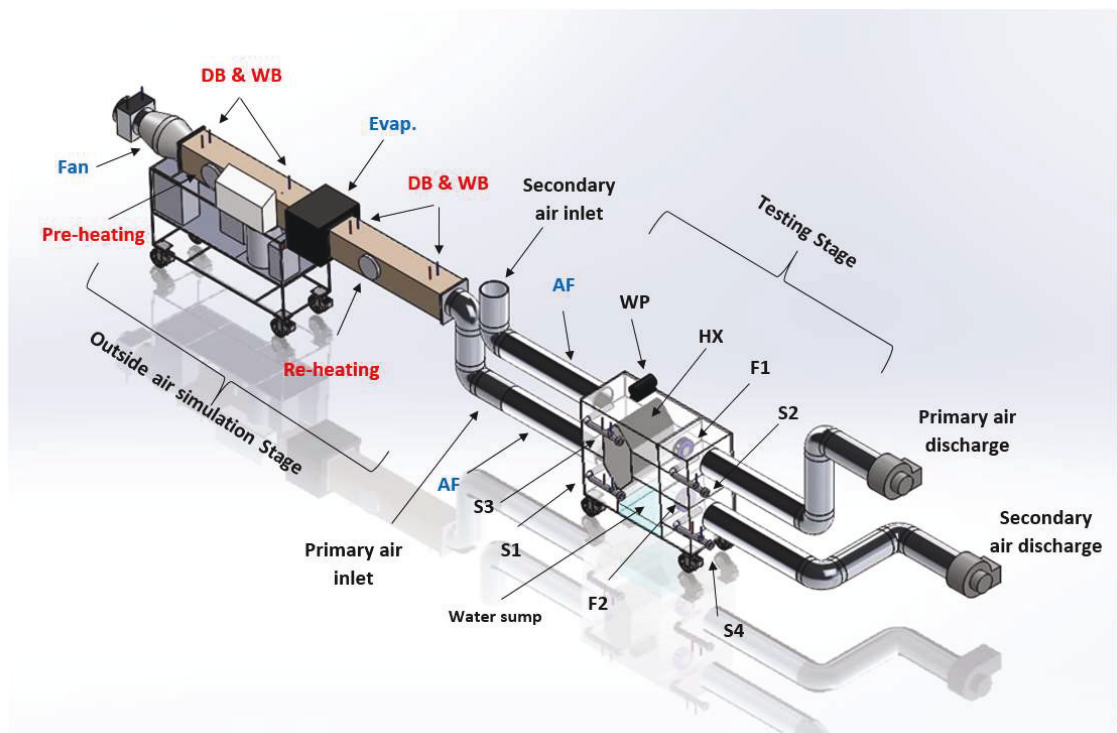 DB & WB
Evap.
Fan
DB & WB
Secondary
air inlet
Testing Stage
Pre-heating
AF
WP
HX
F1
Outside air simulation Stage
Re-heating
S2
Primary air
discharge
AF
S3
Primary air
inlet
S1
Secondary
air discharge
Water sump
F2
S4